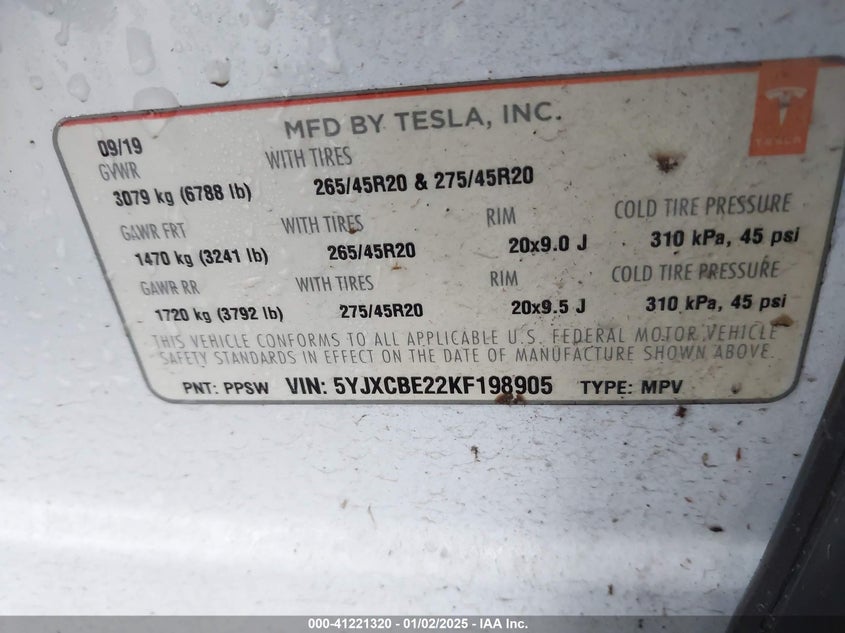 MFD BY TESLA, INC.
TESLA
09/19
GVWR WITH TIRES
3079 kg (6788 lb) 265/45R20 & 275/45R20
GAWR FRT WITH TIRES RIM COLD TIRE PRESSURE
1470 kg (3241 lb) 265/45R20 20x9.0 J 310 kPa, 45 psi
GAWR RR WITH TIRES RIM COLD TIRE PRESSURE
1720 kg (3792 lb) 275/45R20 20x9.5 J 310 kPa, 45 psi
THIS VEHICLE CONFORMS TO ALL APPLICABLE U.S. FEDERAL MOTOR VEHICLE
SAFETY STANDARDS IN EFFECT ON THE DATE OF MANUFACTURE SHOWN ABOVE.
PNT: PPSW VIN: 5YJXCBE22KF198905 TYPE: MPV
000-41221320 | 01/02/2025 - IAA Inc.